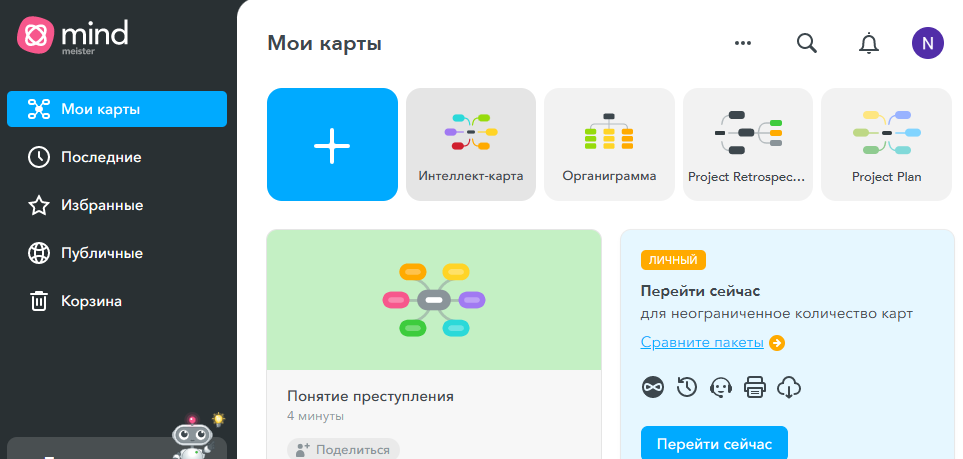 mind
meister
Мои карты
Последние
Избранные
Публичные
Корзина
Мои карты
N
Интеллект-карта
Органиграмма
Project Retrospec...
Project Plan
Понятие преступления
4 минуты
Поделиться
ЛИЧНЫЙ
Перейти сейчас
для неограниченное количество карт
Сравните пакеты
Перейти сейчас